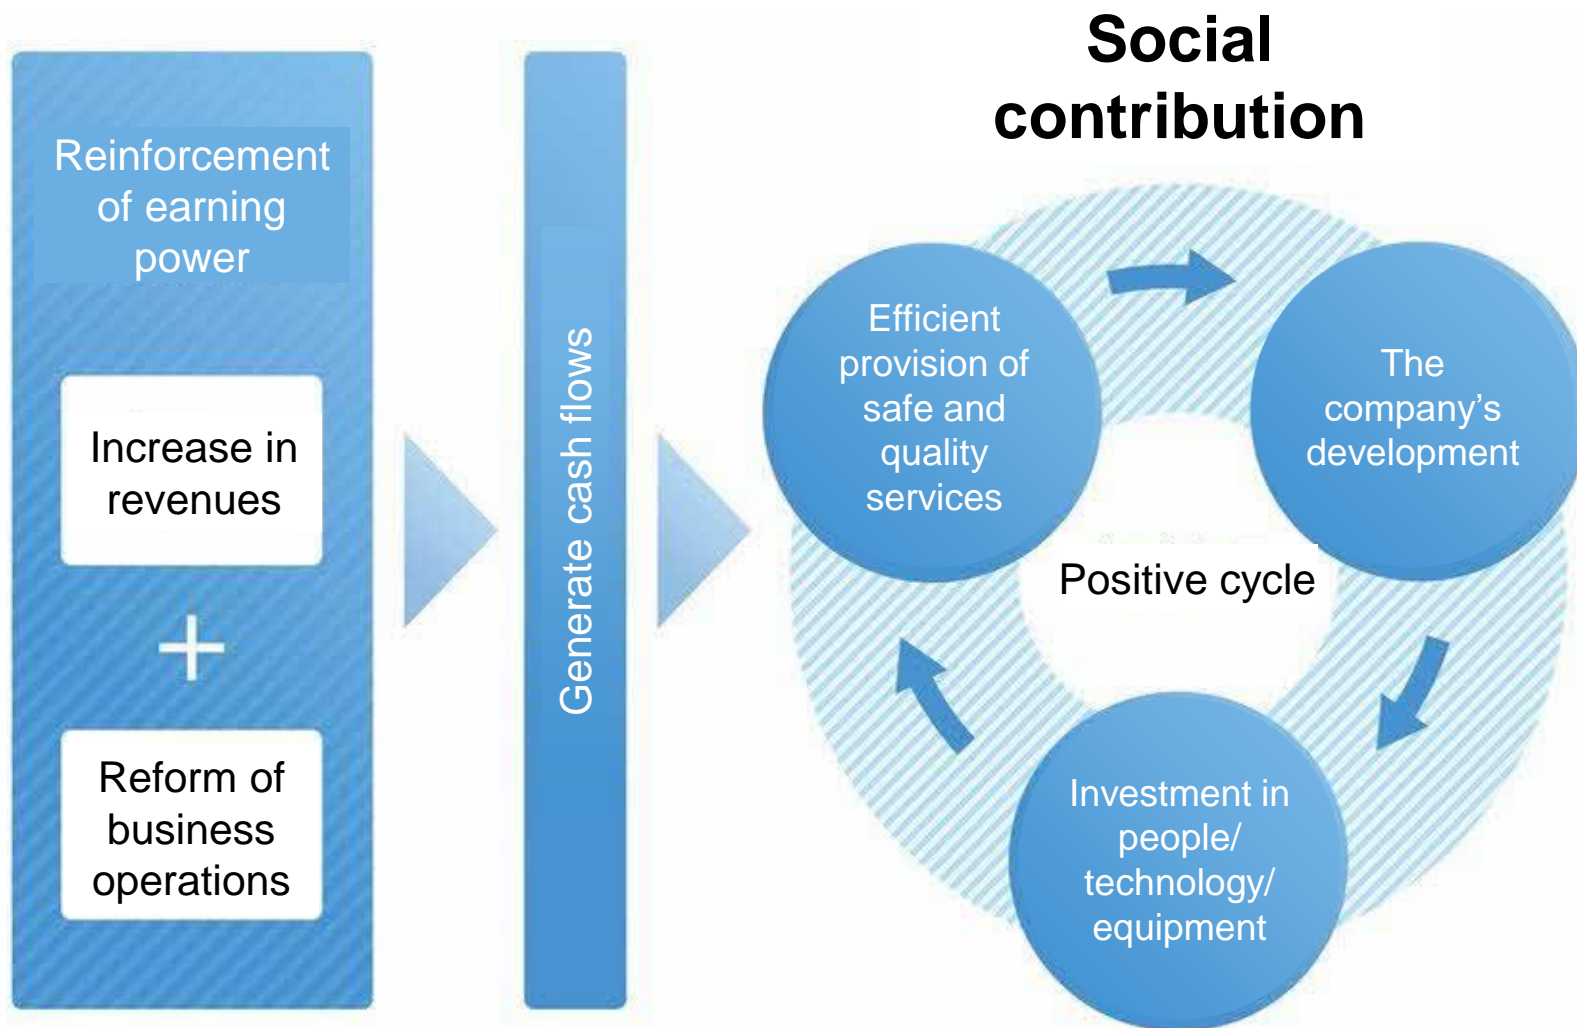 Social
contribution
Reinforcement
of earning
power
Increase in
revenues
+
Reform of
business
operations
Generate cash flows
Efficient
provision of
safe and
quality
services
The
company’s
development
Positive cycle
Investment in
people/
technology/
equipment